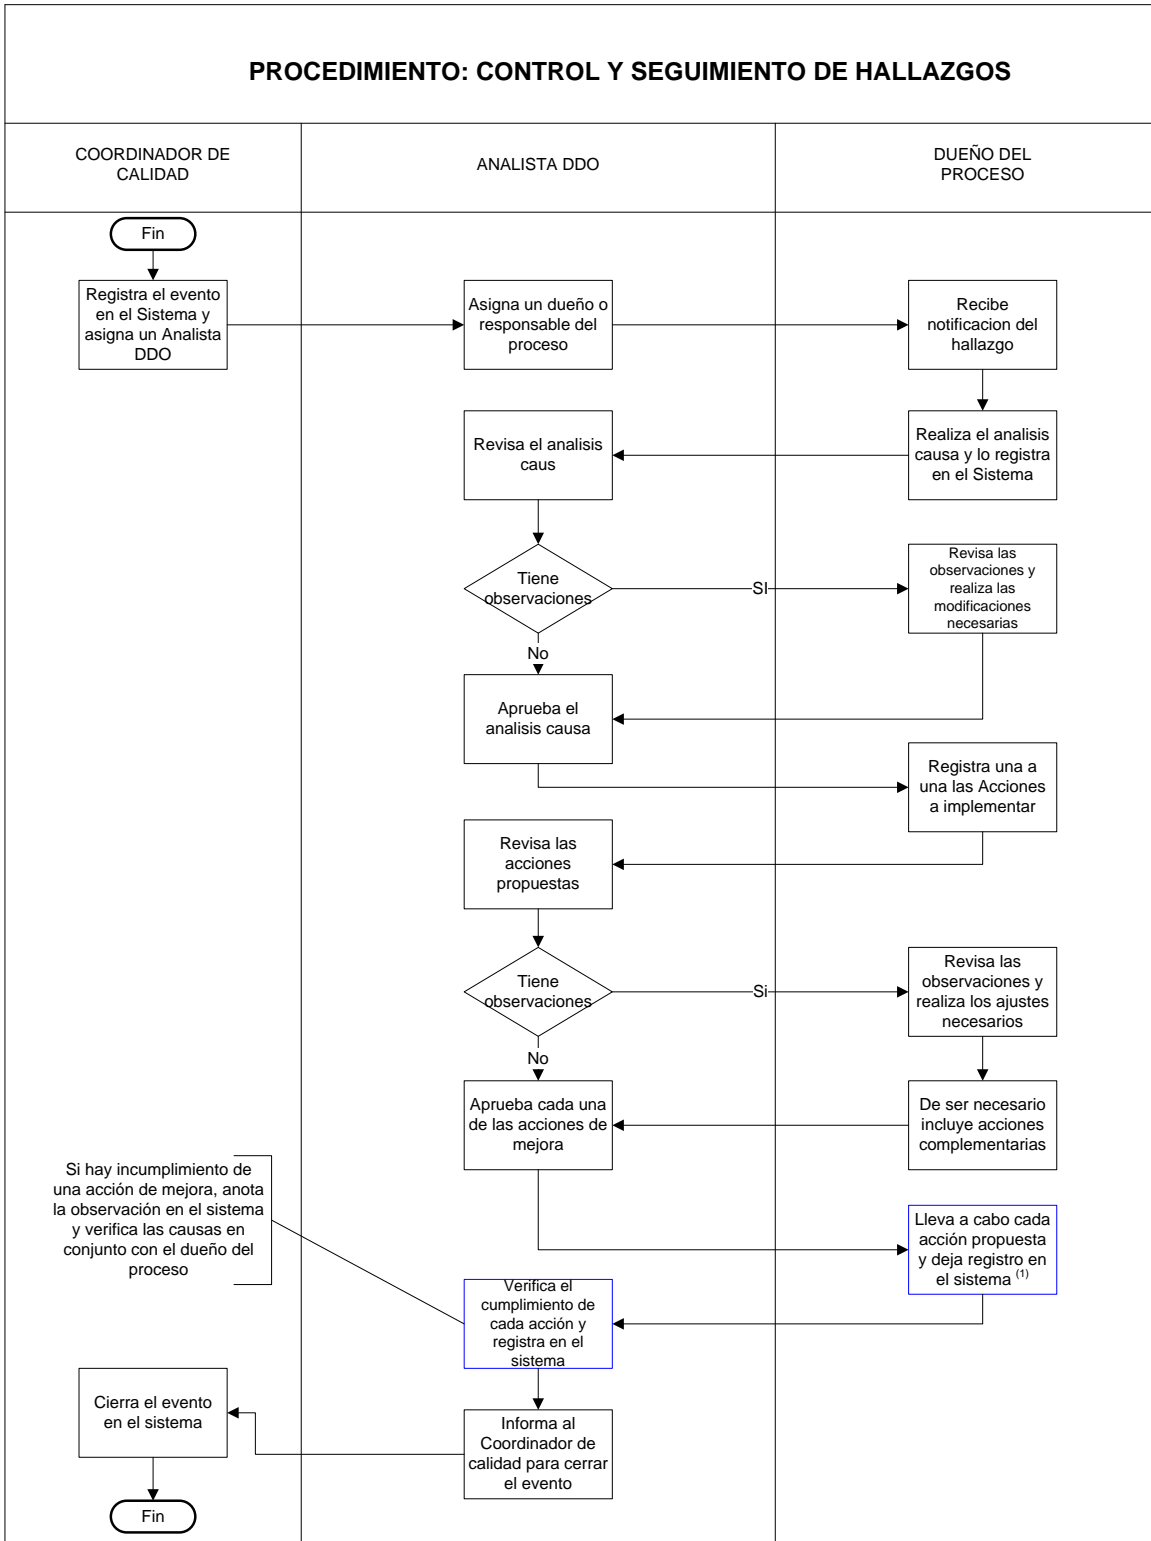 PROCEDIMIENTO: CONTROL Y SEGUIMIENTO DE HALLAZGOS
COORDINADOR DE
CALIDAD
ANALISTA DDO
DUEÑO DEL
PROCESO
Fin
Registra el evento
en el Sistema y
asigna un Analista
DDO
Asigna un dueño o
responsable del
proceso
Recibe
notificacion del
hallazgo
Revisa el analisis
caus
Realiza el analisis
causa y lo registra
en el Sistema
Tiene
observaciones
SI
Revisa las
observaciones y
realiza las
modificaciones
necesarias
No
Aprueba el
analisis causa
Registra una a
una las Acciones
a implementar
Revisa las
acciones
propuestas
Tiene
observaciones
Si
Revisa las
observaciones y
realiza los ajustes
necesarios
No
Aprueba cada una
de las acciones de
mejora
De ser necesario
incluye acciones
complementarias
Si hay incumplimiento de
una acción de mejora, anota
la observación en el sistema
y verifica las causas en
conjunto con el dueño del
proceso
Lleva a cabo cada
acción propuesta
y deja registro en
el sistema (1)
Verifica el
cumplimiento de
cada acción y
registra en el
sistema
Cierra el evento
en el sistema
Informa al
Coordinador de
calidad para cerrar
el evento
Fin